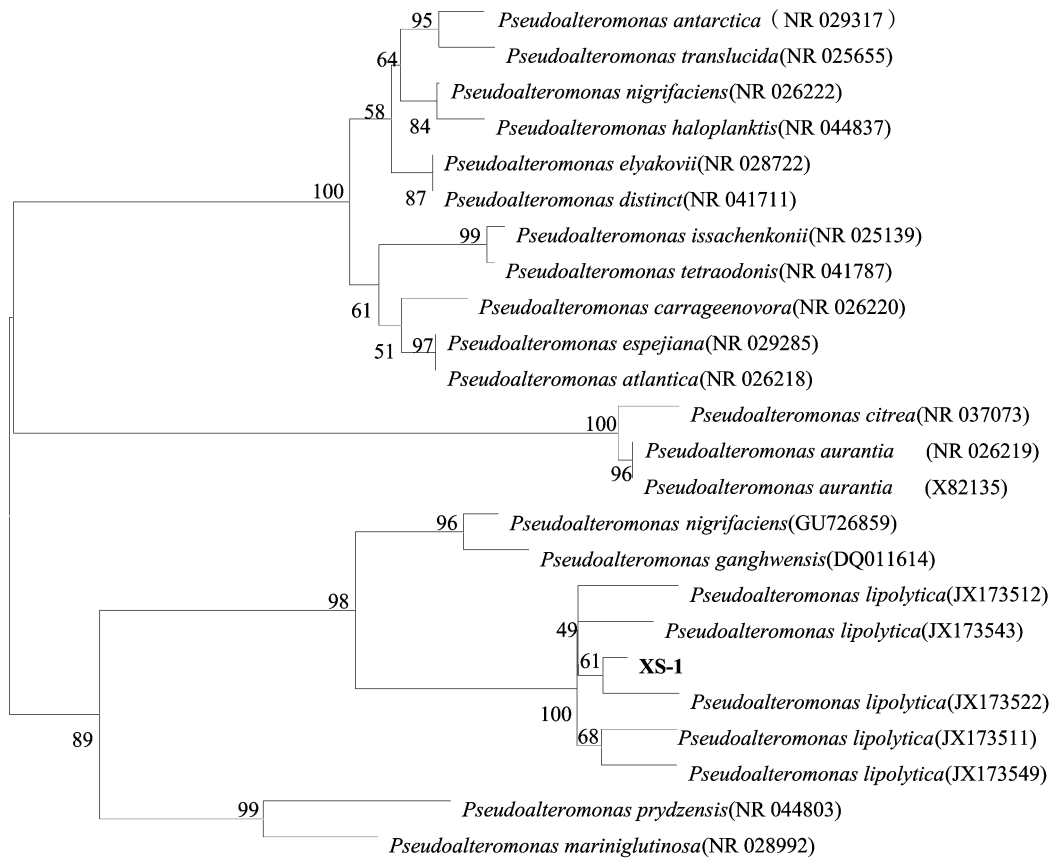 95
Pseudoalteromonas antarctica（NR 029317）
Pseudoalteromonas translucida(NR 025655)
64
Pseudoalteromonas nigrifaciens(NR 026222)
58
84
Pseudoalteromonas haloplanktis(NR 044837)
Pseudoalteromonas elyakovii(NR 028722)
100
87
Pseudoalteromonas distinct(NR 041711)
99
Pseudoalteromonas issachenkonii(NR 025139)
Pseudoalteromonas tetraodonis(NR 041787)
61
Pseudoalteromonas carrageenovora(NR 026220)
51
97
Pseudoalteromonas espejiana(NR 029285)
Pseudoalteromonas atlantica(NR 026218)
100
Pseudoalteromonas citrea(NR 037073)
Pseudoalteromonas aurantia (NR 026219)
96
Pseudoalteromonas aurantia (X82135)
96
Pseudoalteromonas nigrifaciens(GU726859)
Pseudoalteromonas ganghwensis(DQ011614)
98
Pseudoalteromonas lipolytica(JX173512)
49
Pseudoalteromonas lipolytica(JX173543)
61
XS-1
Pseudoalteromonas lipolytica(JX173522)
100
89
68
Pseudoalteromonas lipolytica(JX173511)
Pseudoalteromonas lipolytica(JX173549)
99
Pseudoalteromonas prydzensis(NR 044803)
Pseudoalteromonas mariniglutinosa(NR 028992)